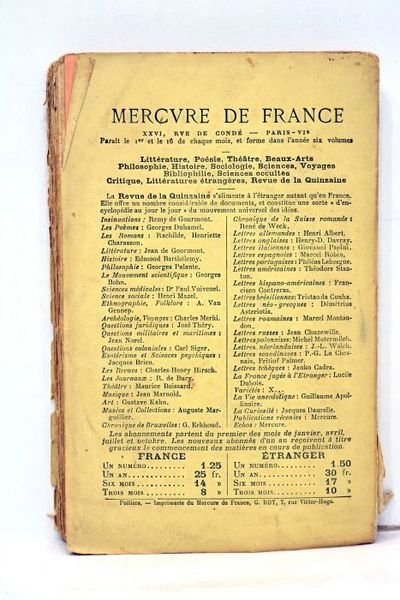 MERCVRE DE FRANCE
XXVI, RVE DE CONDÉ — PARIS-VIe
Paraît le 1er et le 16 de chaque mois, et forme dans l'année six volumes
Littérature, Poésie, Théâtre, Beaux-Arts
Philosophie, Histoire, Sociologie, Sciences, Voyages
Bibliophilie, Sciences occultes
Critique, Littératures étrangères, Revue de la Quinzaine
La Revue de la Quinzaine s'alimente à l'étranger autant qu'en France.
Elle offre un nombre considérable de documents, et constitue une sorte « d'en-
cyclopédie au jour le jour » du mouvement universel des idées.
Insinuations : Remy de Gourmont.
Les Poèmes : Georges Duhamel.
Les Romans : Rachilde, Henriette
Charasson.
Littérature : Jean de Gourmont.
Histoire : Edmond Barthélemy.
Philosophie : Georges Palante.
Le Mouvement scientifique : Georges
Bohn.
Sciences médicales : Dr Paul Voivenel.
Science sociale : Henri Mazel.
Ethnographie, Folklore : A. Van
Gennep.
Archéologie, Voyages : Charles Merki.
Questions juridiques : José Théry.
Questions militaires et maritimes :
Jean Norel.
Questions coloniales : Carl Siger.
Esotérisme et Sciences psychiques :
Jacques Brieu.
Les Revues : Charles-Henry Hirsch.
Les Journaux : R. de Bury.
Théâtre : Maurice Boissard.
Musique : Jean Marnold.
Art : Gustave Kahn.
Musées et Collections : Auguste Mar-
guillier.
Chronique de Bruxelles : G. Eekhoud.
Chronique de la Suisse romande :
René de Weck.
Lettres allemandes : Henri Albert.
Lettres anglaises : Henry-D. Davray.
Lettres italiennes : Giovanni Papini.
Lettres espagnoles : Marcel Robin.
Lettres portugaises : Philéas Lebesgue.
Lettres américaines : Théodore Stan-
ton.
Lettres hispano-américaines : Fran-
cisco Contreras.
Lettres brésiliennes : Tristao da Cunha.
Lettres néo-grecques : Démétrius
Asteriotis.
Lettres roumaines : Marcel Montan-
don.
Lettres russes : Jean Chuzeville.
Lettres polonaises : Michel Mutermilch.
Lettres néerlandaises : J.-L. Walch.
Lettres scandinaves : P.-G. La Ches-
nais, Fritiof Palmer.
Lettres tchèques : Janko Cadra.
La France jugée à l'Étranger : Lucile
Dubois.
Variétés : X...
La Vie anecdotique : Guillaume Apol-
linaire.
La Curiosité : Jacques Daurelle.
Publications récentes : Mercure.
Échos : Mercure.
Les abonnements partent du premier des mois de janvier, avril,
juillet et octobre. Les nouveaux abonnés d'un an reçoivent à titre
gracieux le commencement des matières en cours de publication.
FRANCE
UN NUMÉRO............ 1.25
UN AN............... 25 fr.
SIX MOIS............ 14 »
TROIS MOIS.......... 8 »
ÉTRANGER
UN NUMÉRO............ 1.50
UN AN............... 30 fr.
SIX MOIS............ 17 »
TROIS MOIS.......... 10 »
Poitiers. — Imprimerie du Mercure de France, G. ROY, 7, rue Victor-Hugo.